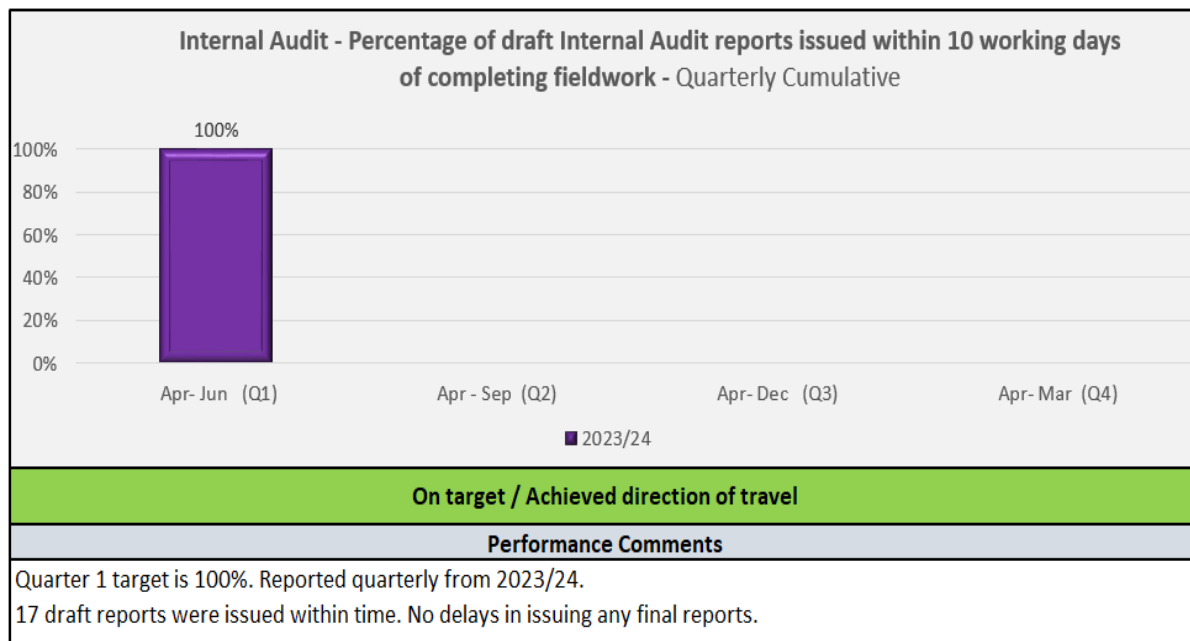 Internal Audit - Percentage of draft Internal Audit reports issued within 10 working days
of completing fieldwork - Quarterly Cumulative
100%
100%
80%
60%
40%
20%
0%
Apr- Jun (Q1)
Apr - Sep (Q2)
Apr- Dec (Q3)
Apr- Mar (Q4)
2023/24
On target / Achieved direction of travel
Performance Comments
Quarter 1 target is 100%. Reported quarterly from 2023/24.
17 draft reports were issued within time. No delays in issuing any final reports.